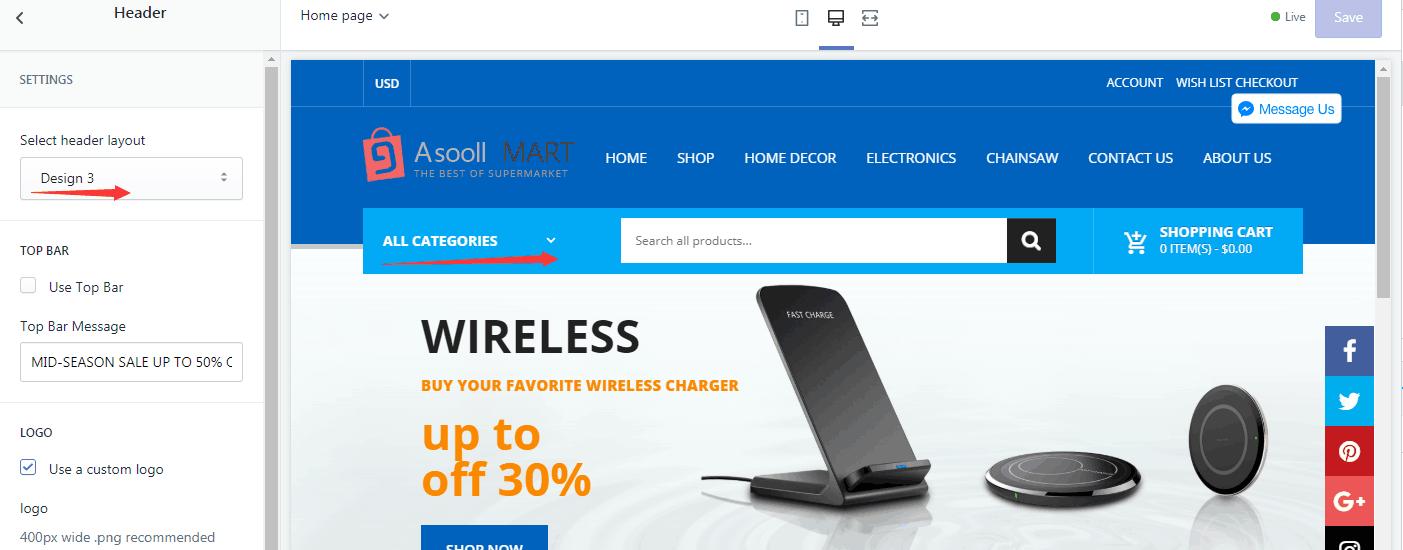 Header
Home page
Live
Save
SETTINGS
Select header layout
Design 3
TOP BAR
Use Top Bar
Top Bar Message
MID-SEASON SALE UP TO 50%
LOGO
Use a custom logo
logo
400px wide .png recommended
USD
ACCOUNT WISH LIST CHECKOUT
Message Us
Asooll MART
THE BEST OF SUPERMARKET
HOME SHOP HOME DECOR ELECTRONICS CHAINSAW CONTACT US ABOUT US
ALL CATEGORIES
Search all products...
SHOPPING CART
0 ITEM(S) - $0.00
FAST CHARGE
WIRELESS
BUY YOUR FAVORITE WIRELESS CHARGER
up to
off 30%
SHOP NOW
G+